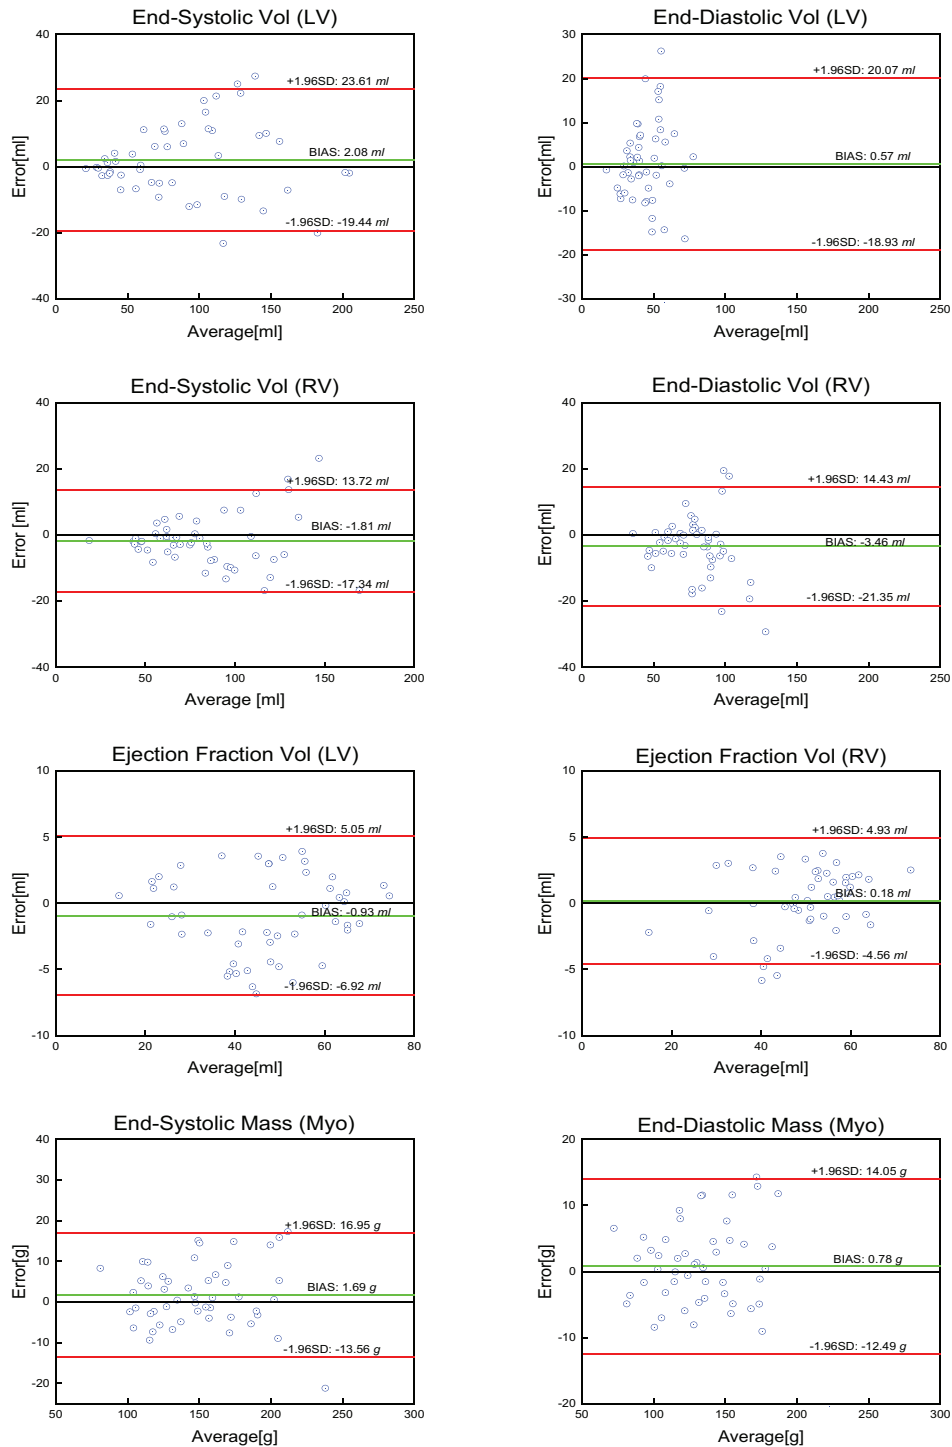 End-Systolic Vol (LV)
40
20
0
-20
-40
Error[ml]
+1.96SD: 23.61 ml
BIAS: 2.08 ml
-1.96SD: -19.44 ml
0 50 100 150 200 250
Average[ml]
End-Diastolic Vol (LV)
30
20
10
0
-10
-20
-30
Error[ml]
+1.96SD: 20.07 ml
BIAS: 0.57 ml
-1.96SD: -18.93 ml
0 50 100 150 200 250
Average[ml]
End-Systolic Vol (RV)
40
20
0
-20
-40
Error [ml]
+1.96SD: 13.72 ml
BIAS: -1.81 ml
-1.96SD: -17.34 ml
0 50 100 150 200
Average [ml]
End-Diastolic Vol (RV)
40
20
0
-20
-40
Error [ml]
+1.96SD: 14.43 ml
BIAS: -3.46 ml
-1.96SD: -21.35 ml
0 50 100 150 200 250
Average[ml]
Ejection Fraction Vol (LV)
10
5
0
-5
-10
Error[ml]
+1.96SD: 5.05 ml
BIAS: -0.93 ml
-1.96SD: -6.92 ml
0 20 40 60 80
Average[ml]
Ejection Fraction Vol (RV)
10
5
0
-5
-10
Error[ml]
+1.96SD: 4.93 ml
BIAS: 0.18 ml
-1.96SD: -4.56 ml
0 20 40 60 80
Average[ml]
End-Systolic Mass (Myo)
40
30
20
10
0
-10
-20
Error[g]
+1.96SD: 16.95 g
BIAS: 1.69 g
-1.96SD: -13.56 g
50 100 150 200 250 300
Average[g]
End-Diastolic Mass (Myo)
20
10
0
-10
-20
Error[g]
+1.96SD: 14.05 g
BIAS: 0.78 g
-1.96SD: -12.49 g
50 100 150 200 250 300
Average[g]